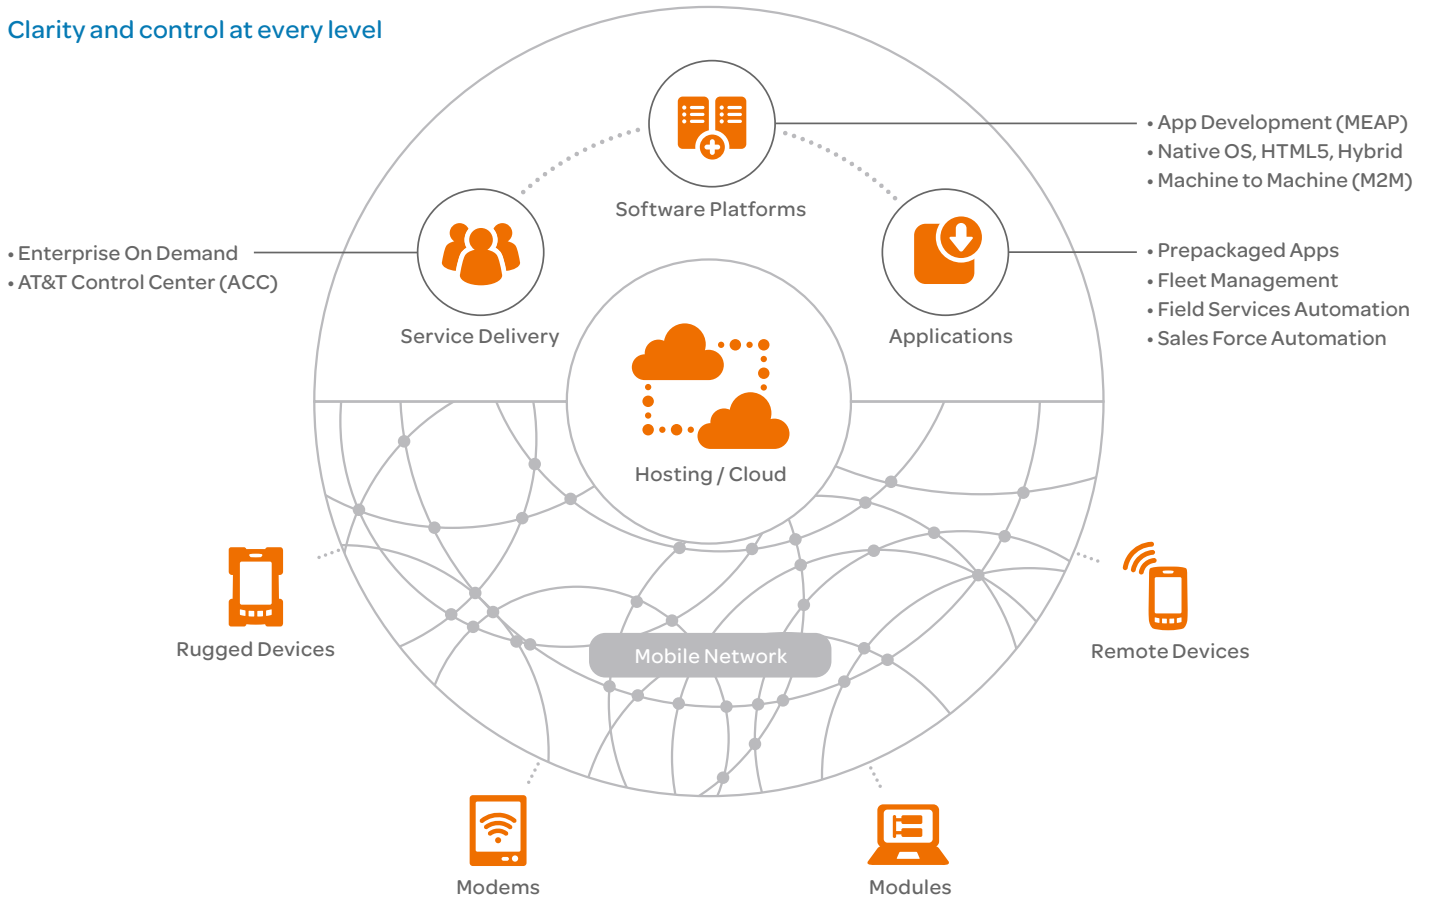 Clarity and control at every level
• App Development (MEAP)
• Native OS, HTML5, Hybrid
• Machine to Machine (M2M)
Software Platforms
• Enterprise On Demand
• AT&T Control Center (ACC)
• Prepackaged Apps
• Fleet Management
• Field Services Automation
• Sales Force Automation
Service Delivery
Applications
Hosting / Cloud
Rugged Devices
Mobile Network
Remote Devices
Modems
Modules